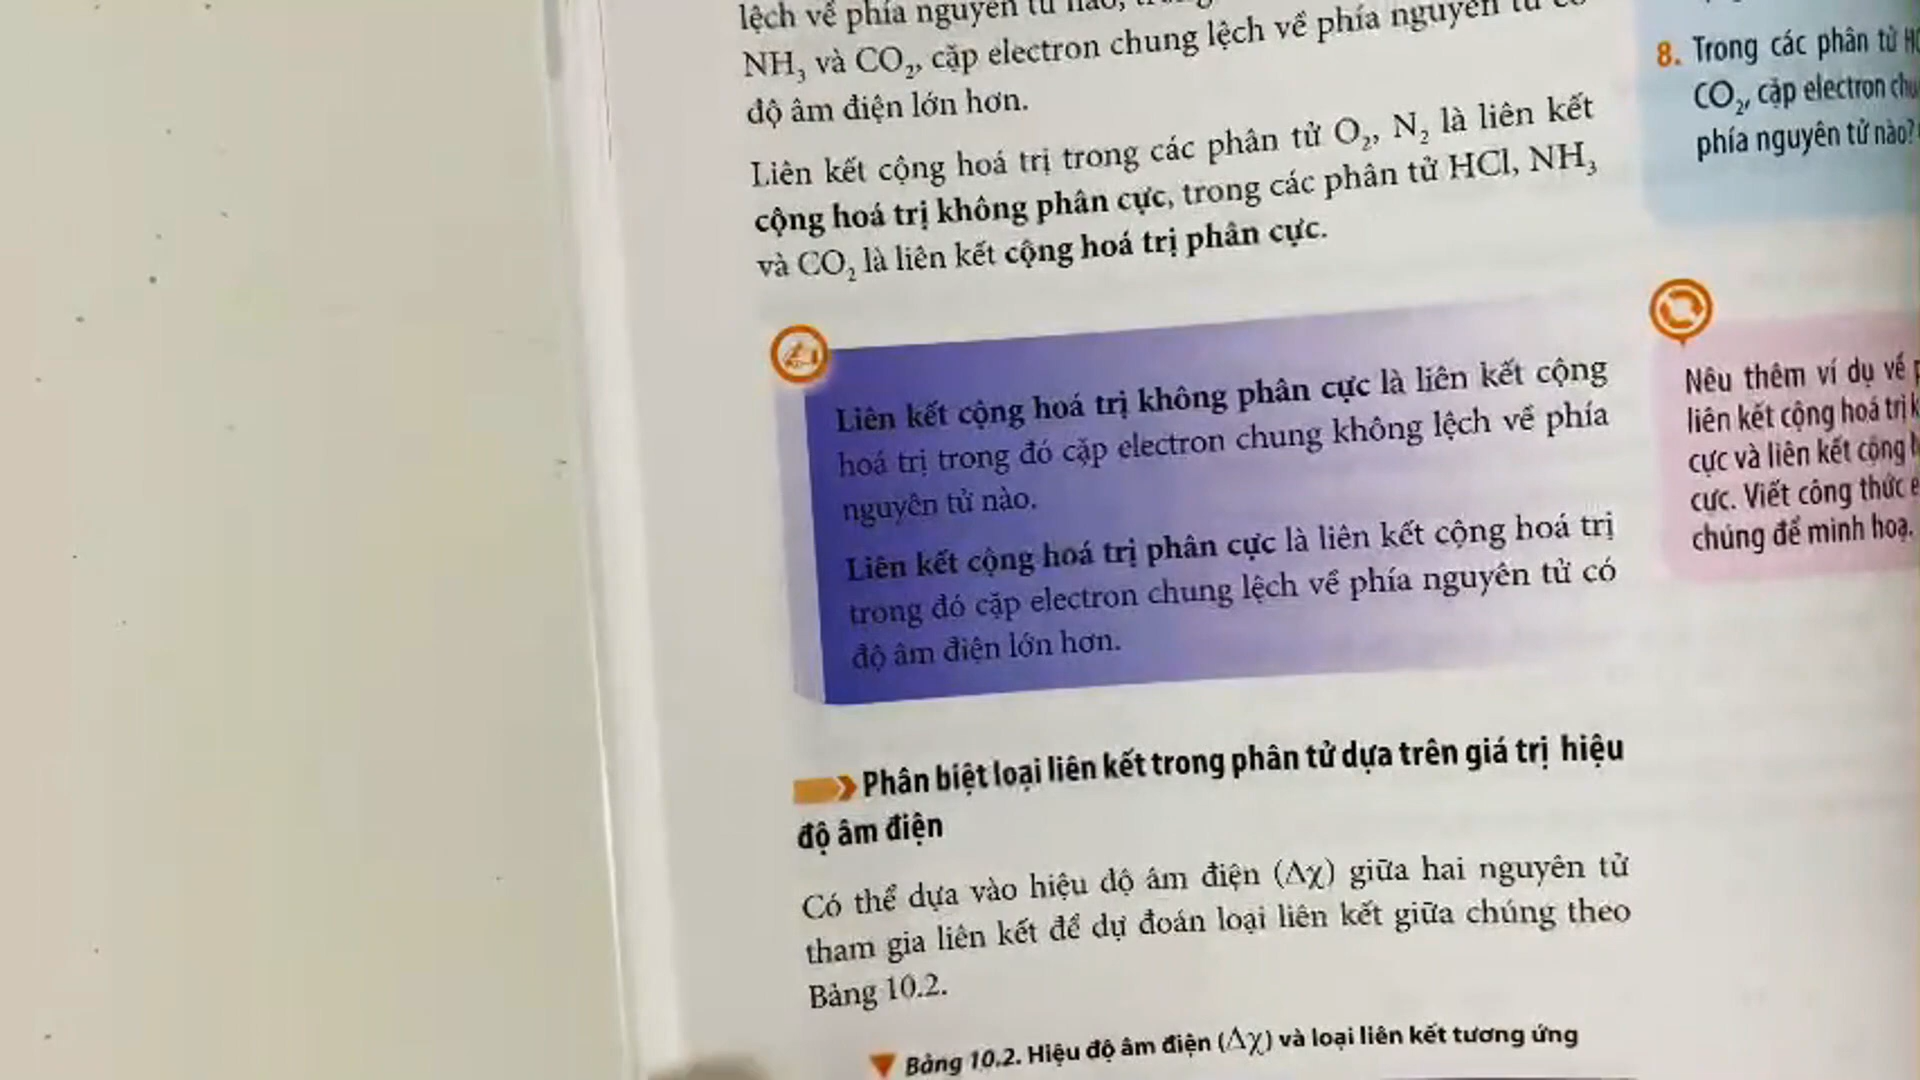 lệch về phía nguyên tử nào,
NH₃ và CO₂, cặp electron chung lệch về phía nguyên tử có
độ âm điện lớn hơn.
Liên kết cộng hoá trị trong các phân tử O₂, N₂ là liên kết
cộng hoá trị không phân cực, trong các phân tử HCl, NH₃
và CO₂ là liên kết cộng hoá trị phân cực.
Liên kết cộng hoá trị không phân cực là liên kết cộng
hoá trị trong đó cặp electron chung không lệch về phía
nguyên tử nào.
Liên kết cộng hoá trị phân cực là liên kết cộng hoá trị
trong đó cặp electron chung lệch về phía nguyên tử có
độ âm điện lớn hơn.
Phân biệt loại liên kết trong phân tử dựa trên giá trị hiệu
độ âm điện
Có thể dựa vào hiệu độ âm điện (Δχ) giữa hai nguyên tử
tham gia liên kết để dự đoán loại liên kết giữa chúng theo
Bảng 10.2.
Bảng 10.2. Hiệu độ âm điện (Δχ) và loại liên kết tương ứng
8. Trong các phân tử
CO₂, cặp electron
phía nguyên tử nào?
Nêu thêm ví dụ về
liên kết cộng hoá trị
cực và liên kết cộng
cực. Viết công thức
chúng để minh hoạ.